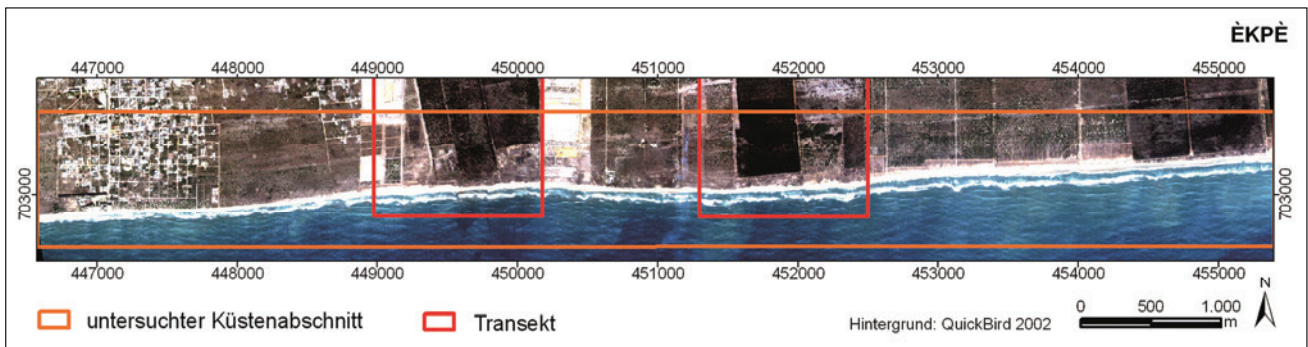 ÈKPÈ
447000 448000 449000 450000 451000 452000 453000 454000 455000
703000 703000
447000 448000 449000 450000 451000 452000 453000 454000 455000
N
untersuchter Küstenabschnitt Transekt Hintergrund: QuickBird 2002 0 500 1.000
m